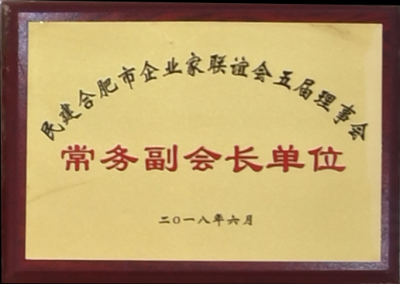 民建合肥市企业家联谊会五届理事会
常务副会长单位
二〇一八年六月